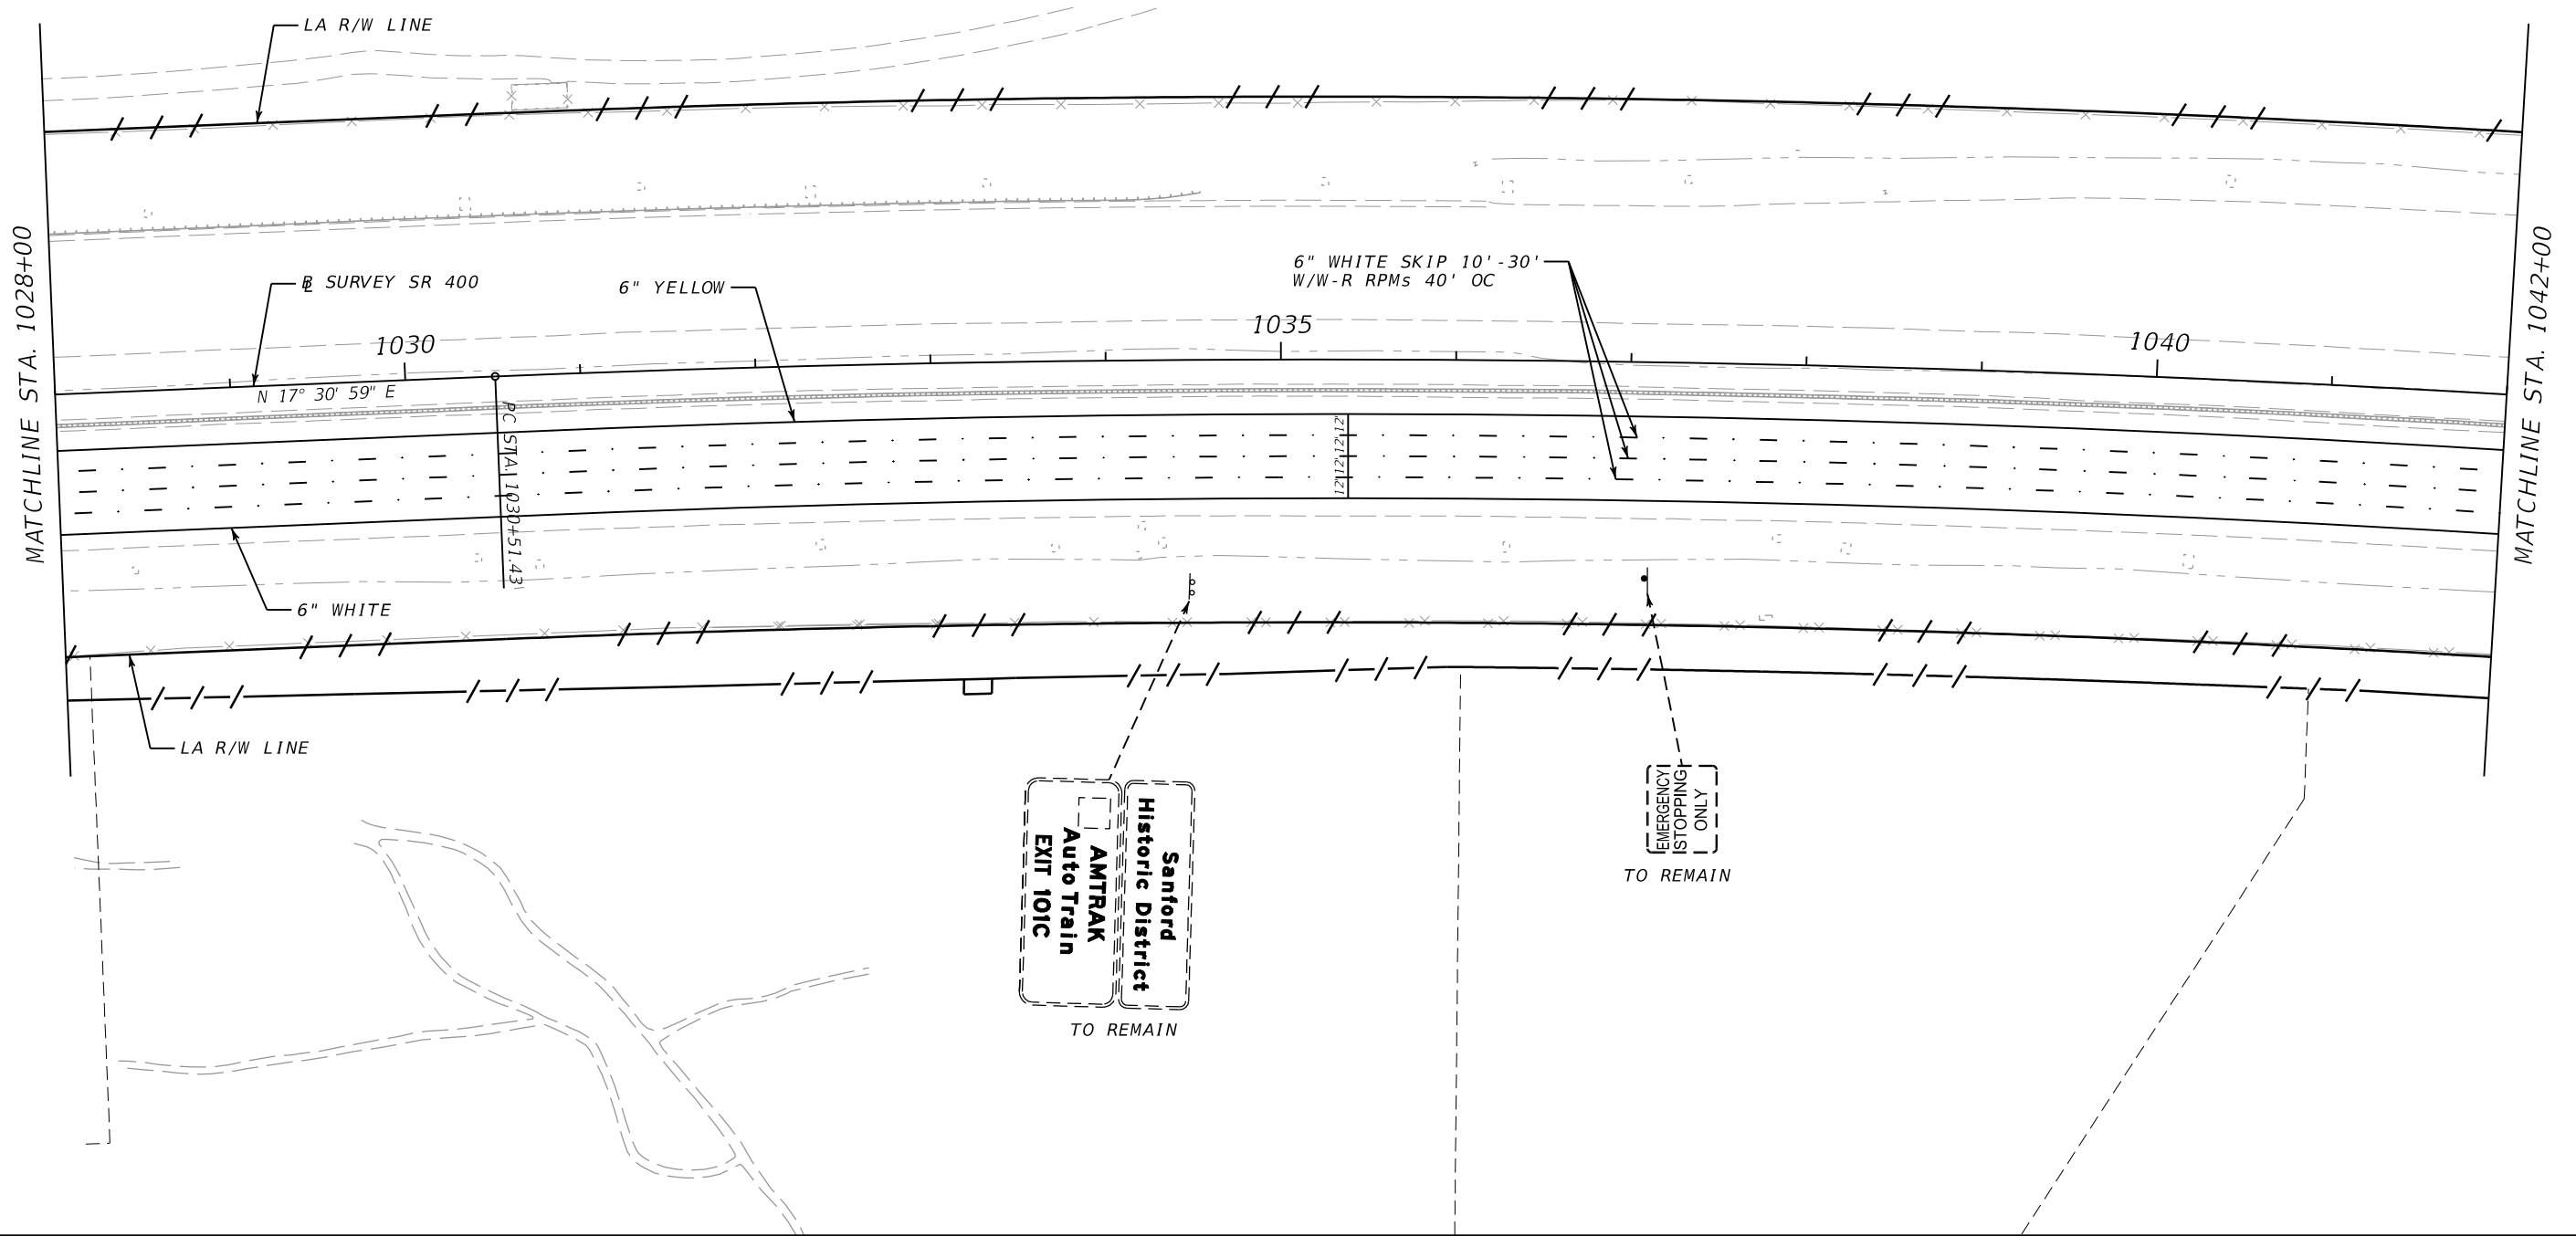 LA R/W LINE
MATCHLINE STA. 1028+00
MATCHLINE STA. 1042+00
BL SURVEY SR 400
6" YELLOW
6" WHITE SKIP 10'-30'
W/W-R RPMs 40' OC
1030
1035
1040
N 17° 30' 59" E
PC STA. 1030+51.43
12'12'12'12'
6" WHITE
LA R/W LINE
Sanford
Historic District
AMTRAK
Auto Train
EXIT 101C
TO REMAIN
EMERGENCY
STOPPING
ONLY
TO REMAIN